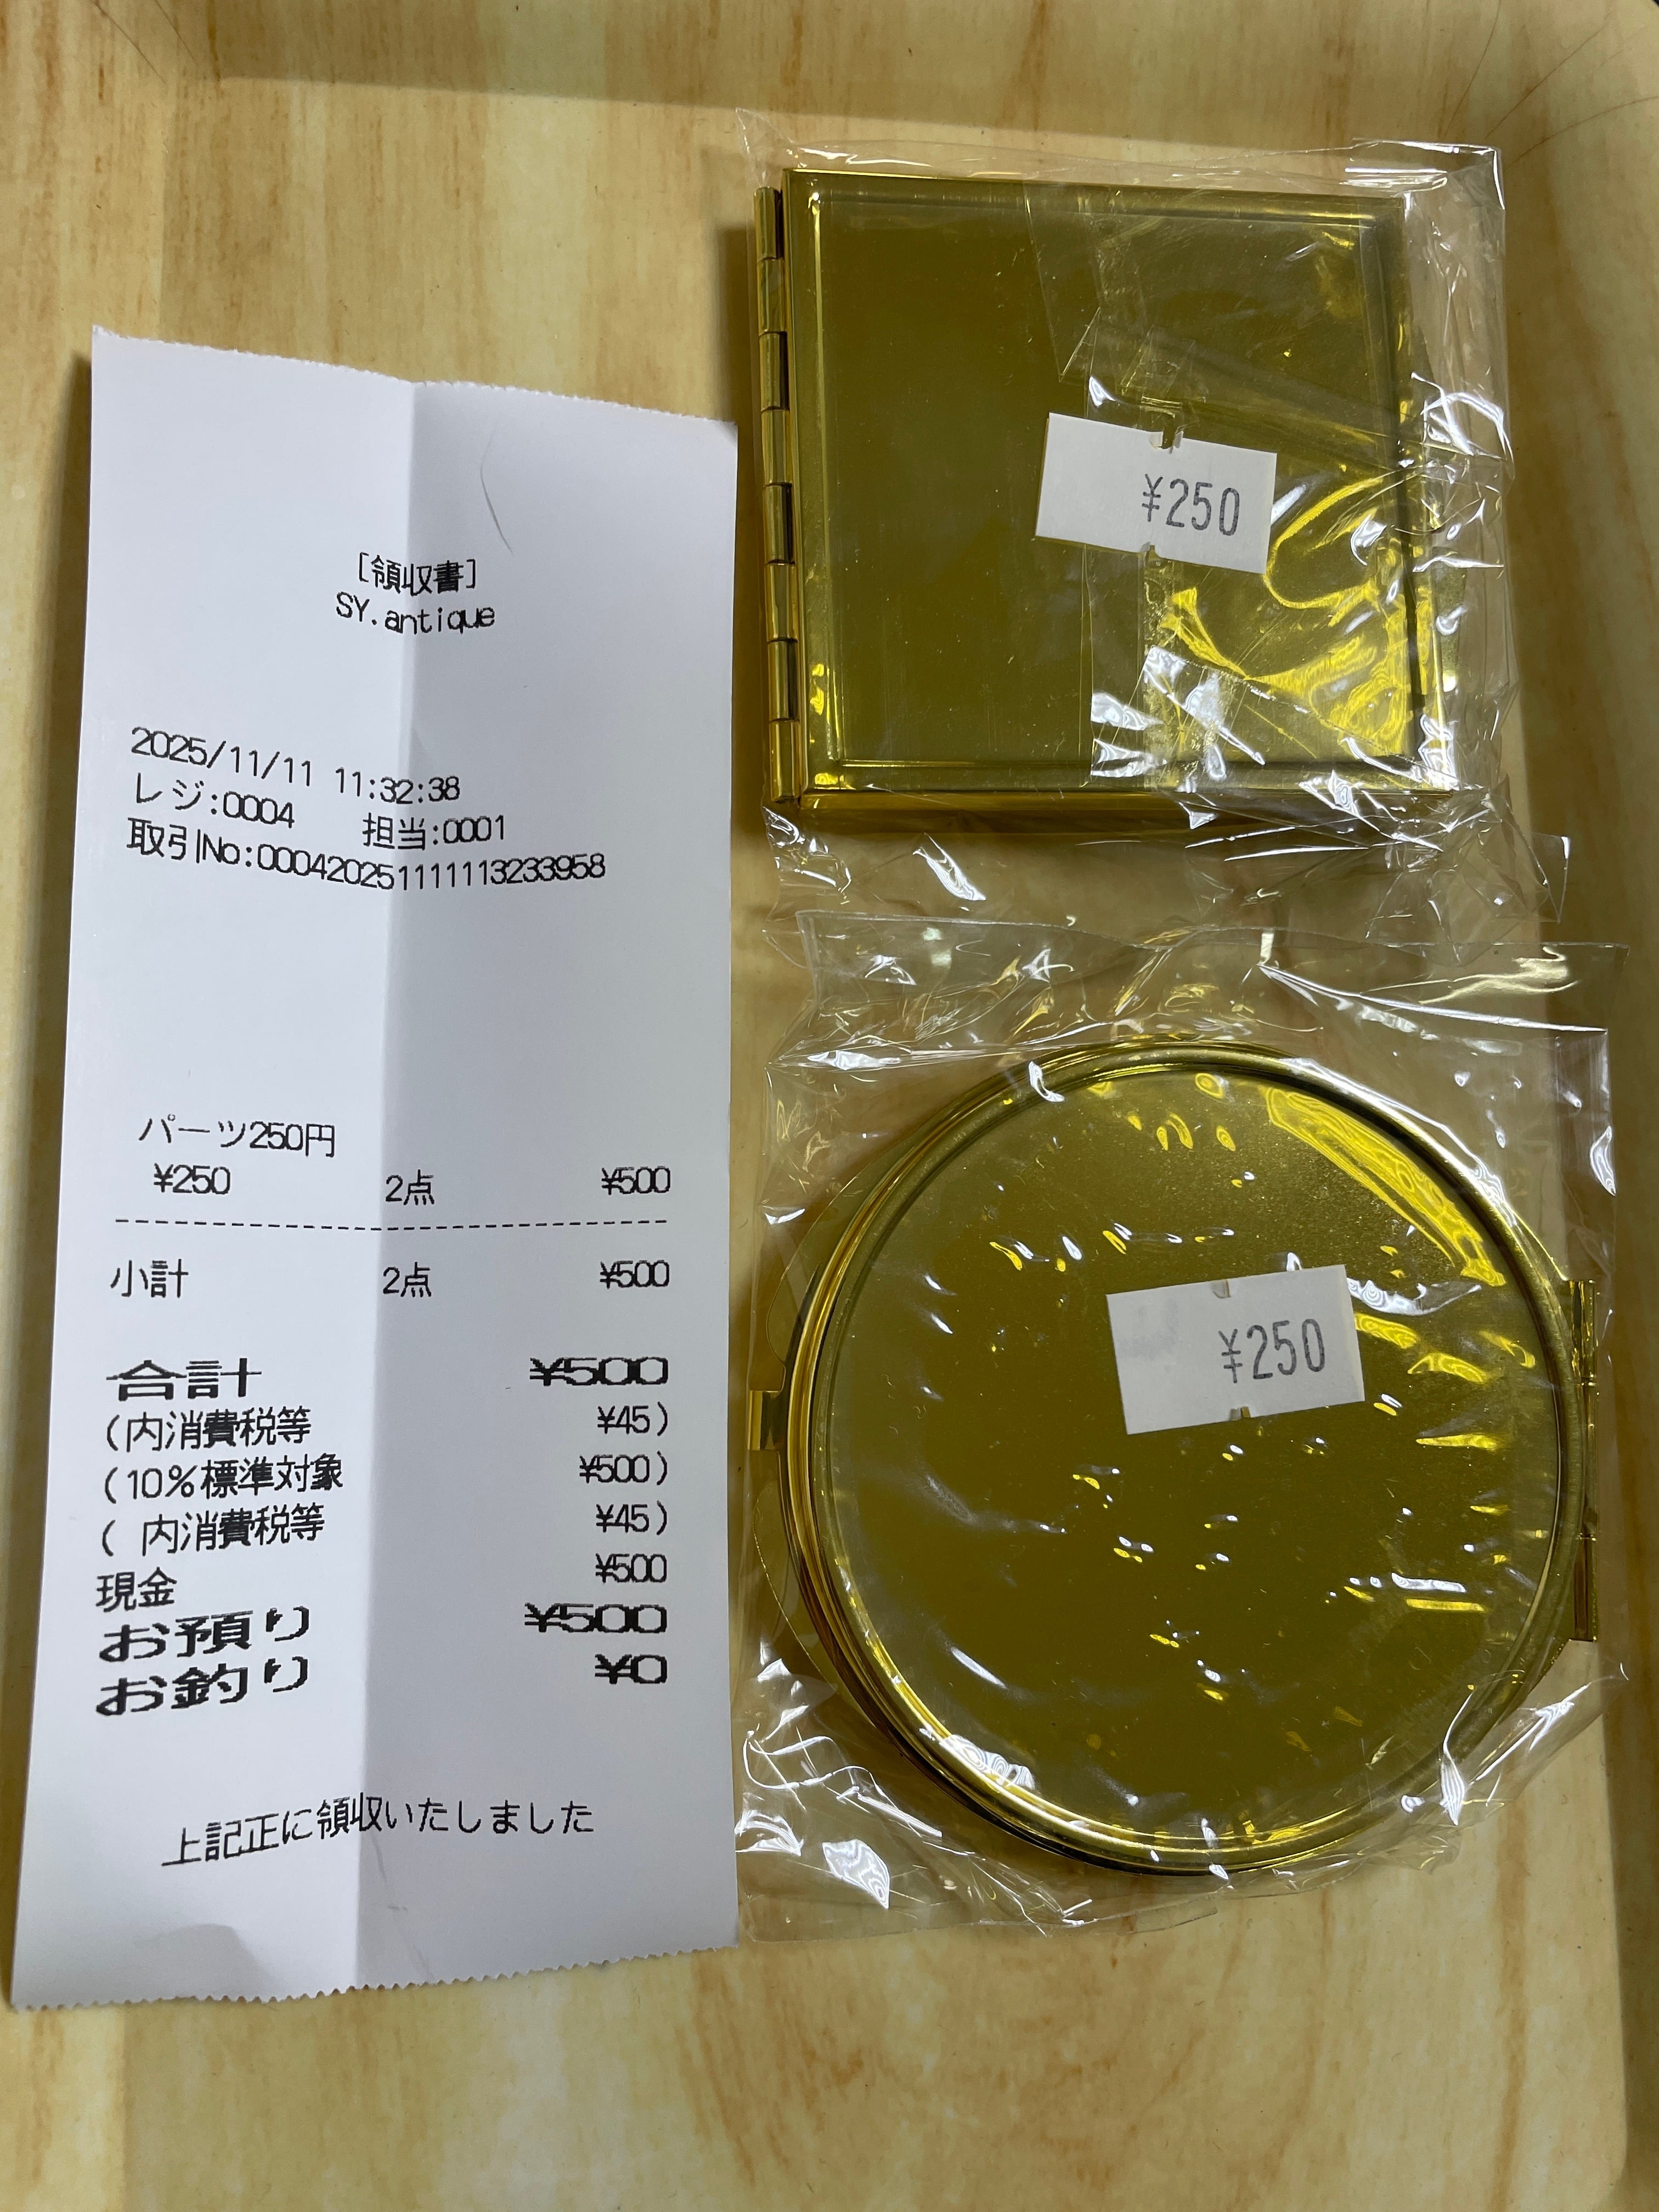 [領収書]
SY.antique
2025/11/11 11:32:38
レジ:0004 担当:0001
取引No:000420251111113233958
パーツ250円
¥250 2点 ¥500
小計 2点 ¥500
合計 ¥500
(内消費税等 ¥45)
(10%標準対象 ¥500)
( 内消費税等 ¥45)
現金 ¥500
お預り ¥500
お釣り ¥0
上記正に領収いたしました
¥250
¥250